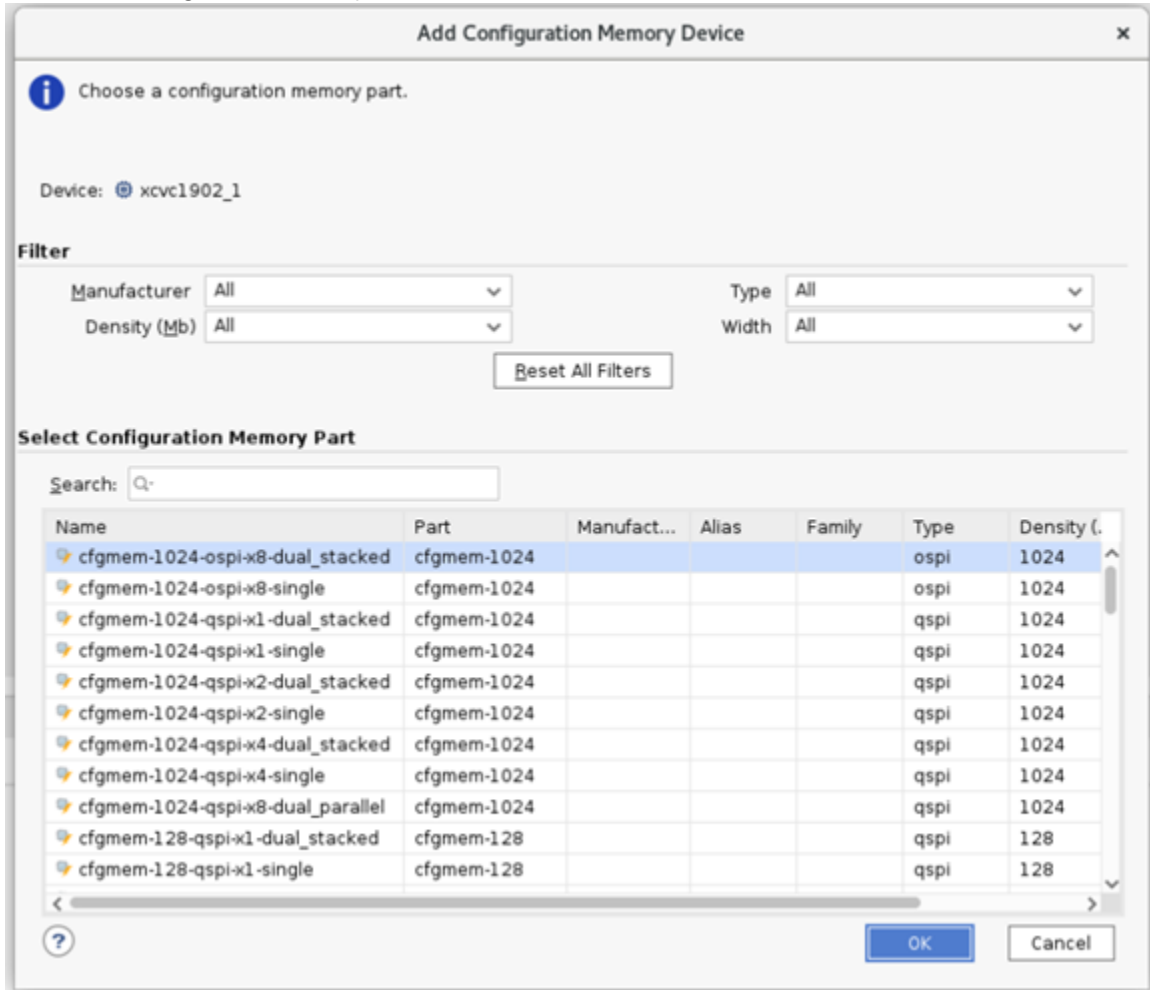 Add Configuration Memory Device
Choose a configuration memory part.
Device: xcvc1902_1
Filter
Manufacturer All Type All
Density (Mb) All Width All
Reset All Filters
Select Configuration Memory Part
Search:
Name Part Manufact... Alias Family Type Density (.
cfgmem-1024-ospi-x8-dual_stacked cfgmem-1024 ospi 1024
cfgmem-1024-ospi-x8-single cfgmem-1024 ospi 1024
cfgmem-1024-qspi-x1-dual_stacked cfgmem-1024 qspi 1024
cfgmem-1024-qspi-x1-single cfgmem-1024 qspi 1024
cfgmem-1024-qspi-x2-dual_stacked cfgmem-1024 qspi 1024
cfgmem-1024-qspi-x2-single cfgmem-1024 qspi 1024
cfgmem-1024-qspi-x4-dual_stacked cfgmem-1024 qspi 1024
cfgmem-1024-qspi-x4-single cfgmem-1024 qspi 1024
cfgmem-1024-qspi-x8-dual_parallel cfgmem-1024 qspi 1024
cfgmem-128-qspi-x1-dual_stacked cfgmem-128 qspi 128
cfgmem-128-qspi-x1-single cfgmem-128 qspi 128
? OK Cancel